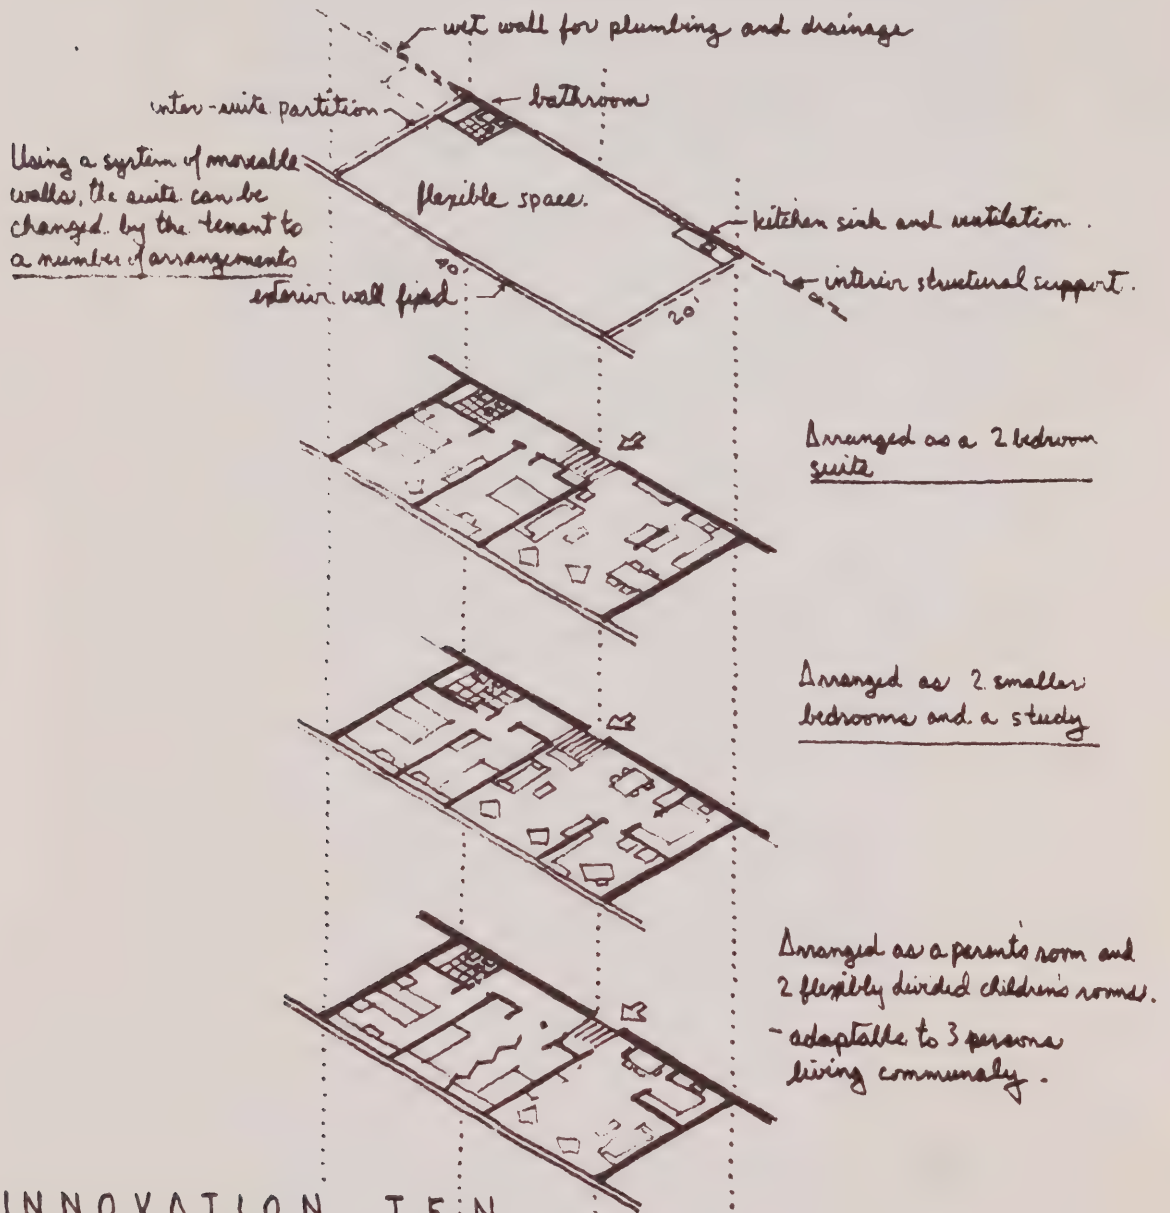 wet wall for plumbing and drainage
inter-suite partition
bathroom
Using a system of moveable
walls, the suite can be
changed by the tenant to
a number of arrangements
flexible space.
kitchen sink and ventilation.
40'
exterior wall fixed
interior structural support.
20'
Arranged as a 2 bedroom
suite
Arranged as 2 smaller
bedrooms and a study
Arranged as a parent's room and
2 flexibly divided children's rooms.
- adaptable to 3 persons
living communaly.
INNOVATION TEN